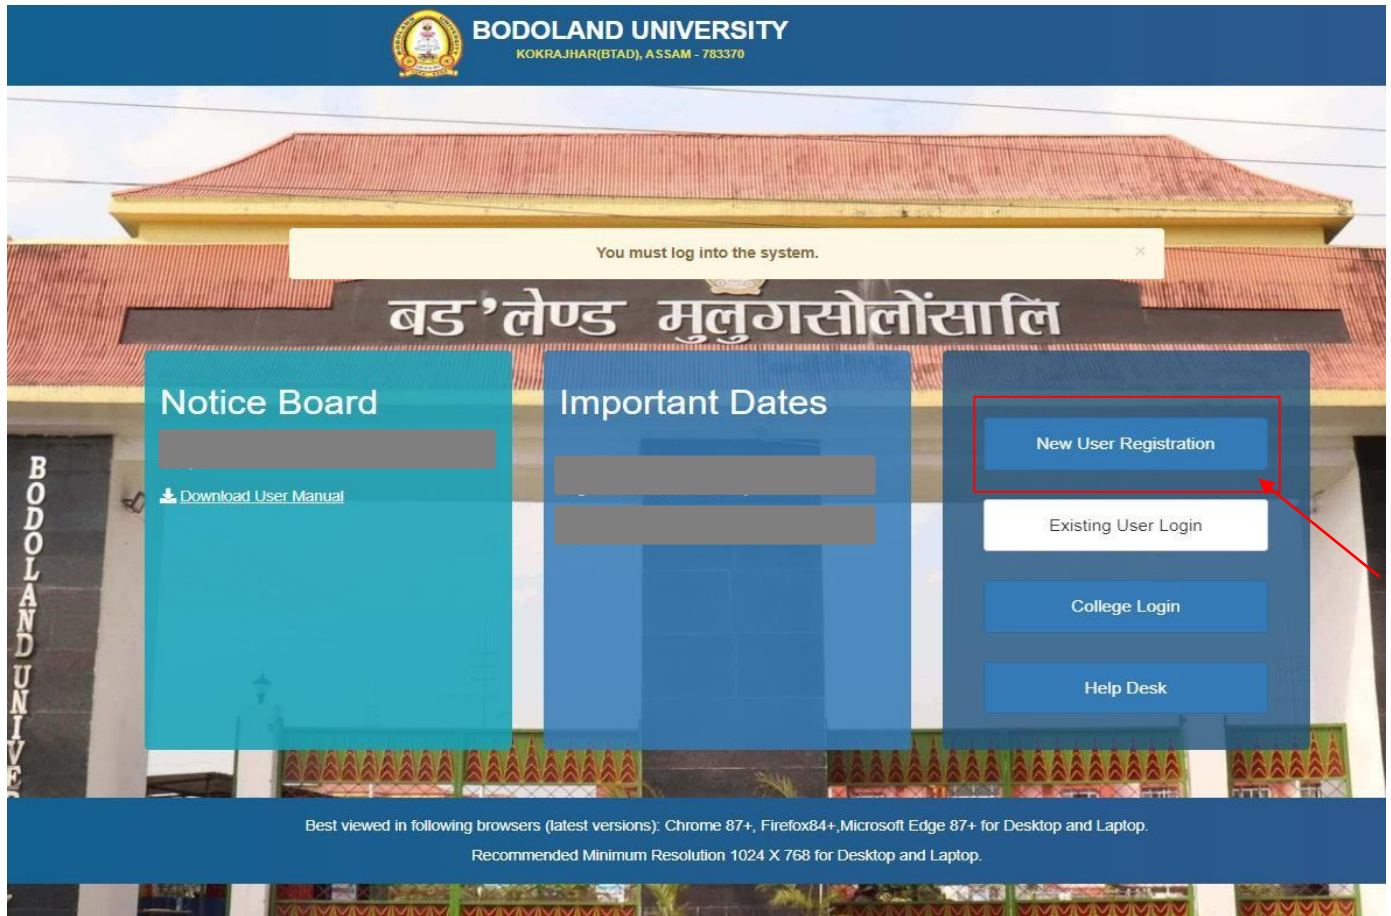 BODOLAND UNIVERSITY
KOKRAJHAR(BTAD), ASSAM - 783370
You must log into the system.
बड'लेण्ड मुलुगसोलोंसालि
Notice Board
Download User Manual
Important Dates
New User Registration
Existing User Login
College Login
Help Desk
BODOLAND UNIVE
Best viewed in following browsers (latest versions): Chrome 87+, Firefox84+,Microsoft Edge 87+ for Desktop and Laptop.
Recommended Minimum Resolution 1024 X 768 for Desktop and Laptop.